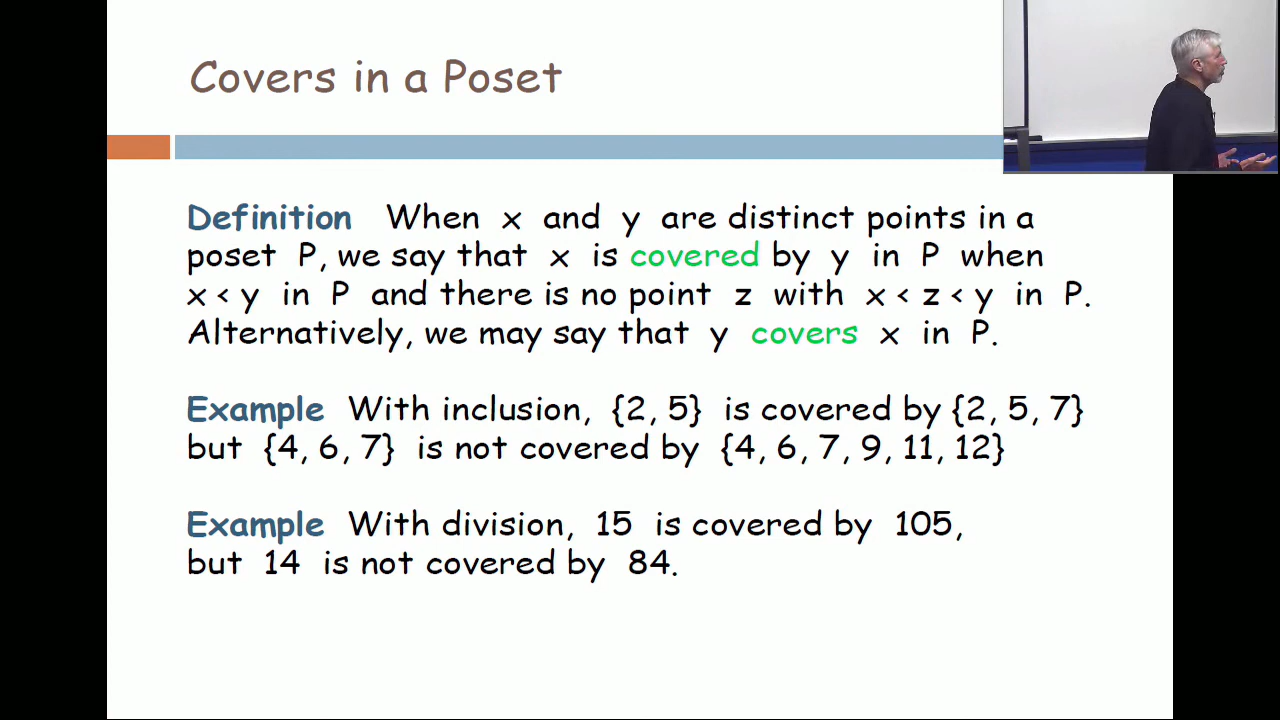 Covers in a Poset
Definition When x and y are distinct points in a
poset P, we say that x is covered by y in P when
x < y in P and there is no point z with x < z < y in P.
Alternatively, we may say that y covers x in P.
Example With inclusion, {2, 5} is covered by {2, 5, 7}
but {4, 6, 7} is not covered by {4, 6, 7, 9, 11, 12}
Example With division, 15 is covered by 105,
but 14 is not covered by 84.